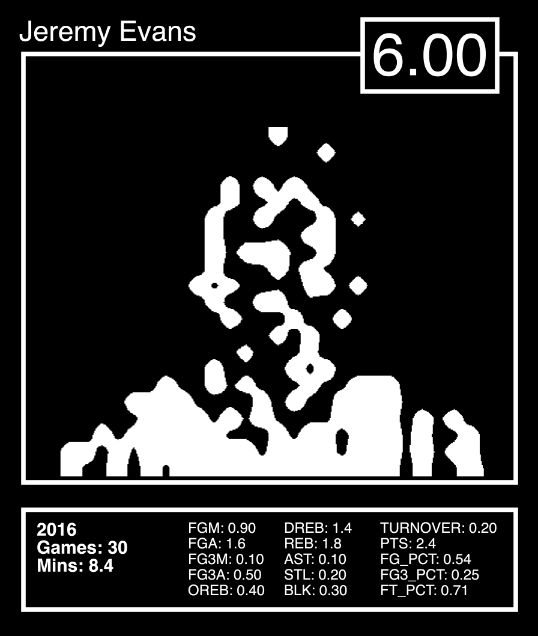 Jeremy Evans
6.00
2016
Games: 30
Mins: 8.4
FGM: 0.90
FGA: 1.6
FG3M: 0.10
FG3A: 0.50
OREB: 0.40
DREB: 1.4
REB: 1.8
AST: 0.10
STL: 0.20
BLK: 0.30
TURNOVER: 0.20
PTS: 2.4
FG_PCT: 0.54
FG3_PCT: 0.25
FT_PCT: 0.71